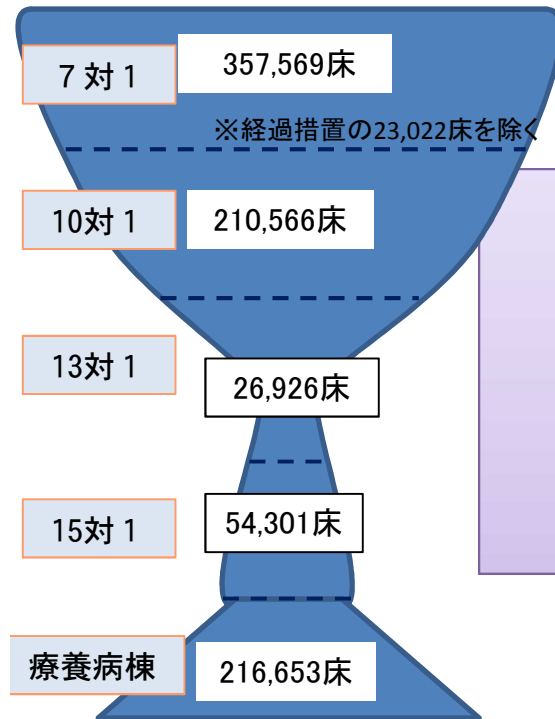 7対1 357,569床
※経過措置の23,022床を除く
10対1 210,566床
13対1 26,926床
15対1 54,301床
療養病棟 216,653床